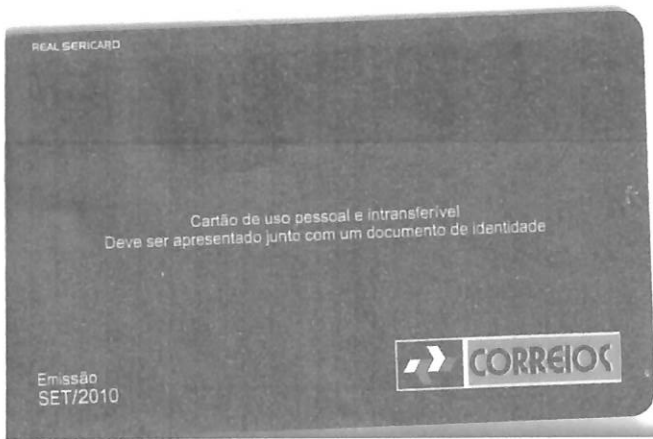 REAL SERICARD
Cartão de uso pessoal e intransferível
Deve ser apresentado junto com um documento de identidade
CORREIOS
Emissão
SET/2010